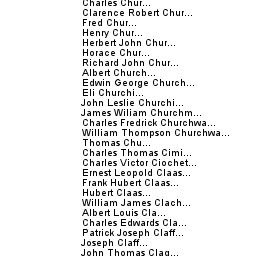 Charles Chur...
Clarence Robert Chur...
Fred Chur...
Henry Chur...
Herbert John Chur...
Horace Chur...
Richard John Chur...
Albert Church...
Edwin George Church...
Eli Churchi...
John Leslie Churchi...
James Wiliam Churchm...
Charles Fredrick Churchwa...
William Thompson Churchwa...
Thomas Chu...
Charles Thomas Cimi...
Charles Victor Ciochet...
Ernest Leopold Claas...
Frank Hubert Claas...
Hubert Claas...
William James Clach...
Albert Louis Cla...
Charles Edwards Cla...
Patrick Joseph Claff...
Joseph Claff...
John Thomas Clag...